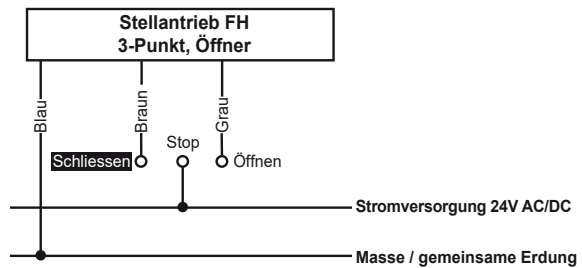 Stellantrieb FH
3-Punkt, Öffner
Blau
Braun
Grau
Stop
Schliessen
Öffnen
Stromversorgung 24V AC/DC
Masse / gemeinsame Erdung